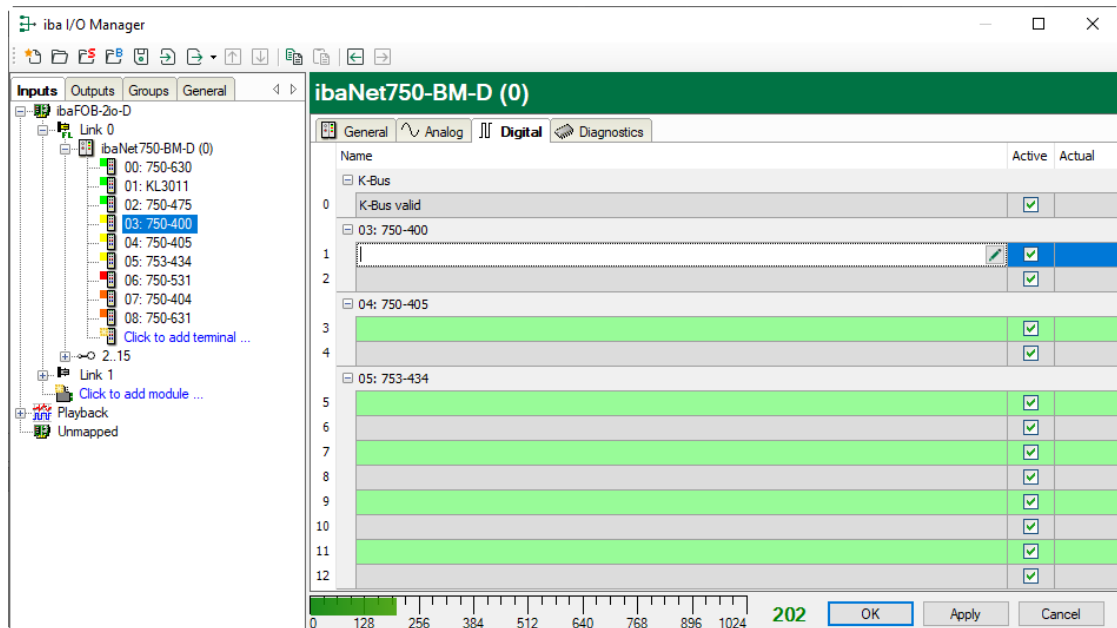 iba I/O Manager
Inputs Outputs Groups General
ibaFOB-2io-D
Link 0
ibaNet750-BM-D (0)
00: 750-630
01: KL3011
02: 750-475
03: 750-400
04: 750-405
05: 753-434
06: 750-531
07: 750-404
08: 750-631
Click to add terminal ...
2..15
Link 1
Click to add module ...
Playback
Unmapped
ibaNet750-BM-D (0)
General Analog Digital Diagnostics
Name Active Actual
K-Bus
0 K-Bus valid
03: 750-400
1
2
04: 750-405
3
4
05: 753-434
5
6
7
8
9
10
11
12
0 128 256 384 512 640 768 896 1024
202 OK Apply Cancel